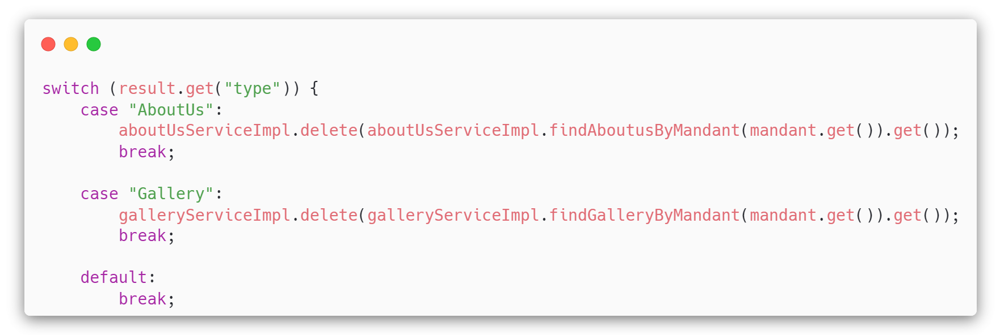 switch (result.get("type")) {
    case "AboutUs":
        aboutUsServiceImpl.delete(aboutUsServiceImpl.findAboutusByMandant(mandant.get()).get());
        break;

    case "Gallery":
        galleryServiceImpl.delete(galleryServiceImpl.findGalleryByMandant(mandant.get()).get());
        break;

    default:
        break;